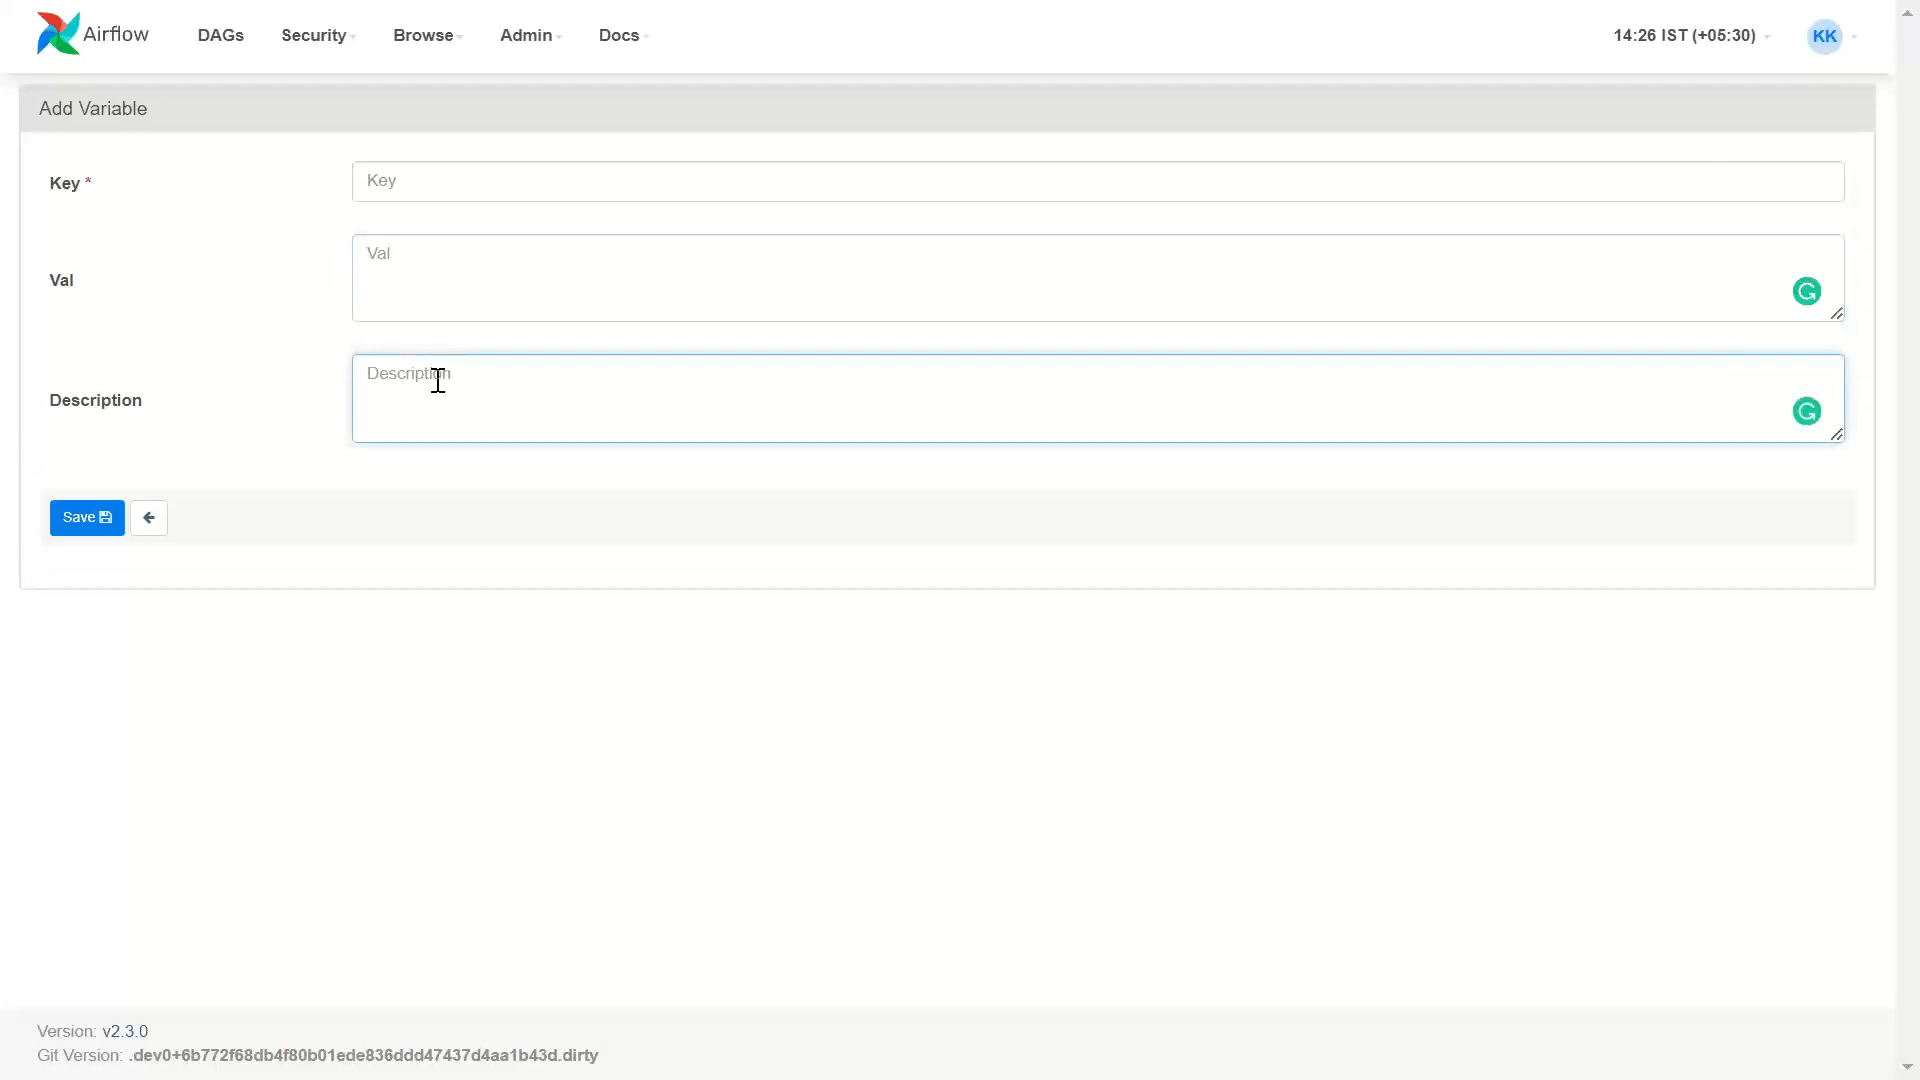 Airflow DAGs Security Browse Admin Docs 14:26 IST (+05:30) KK
Add Variable
Key * Key
Val
Val
Description
Description
Save
Version: v2.3.0
Git Version: .dev0+6b772f68db4f80b01ede836ddd47437d4aa1b43d.dirty